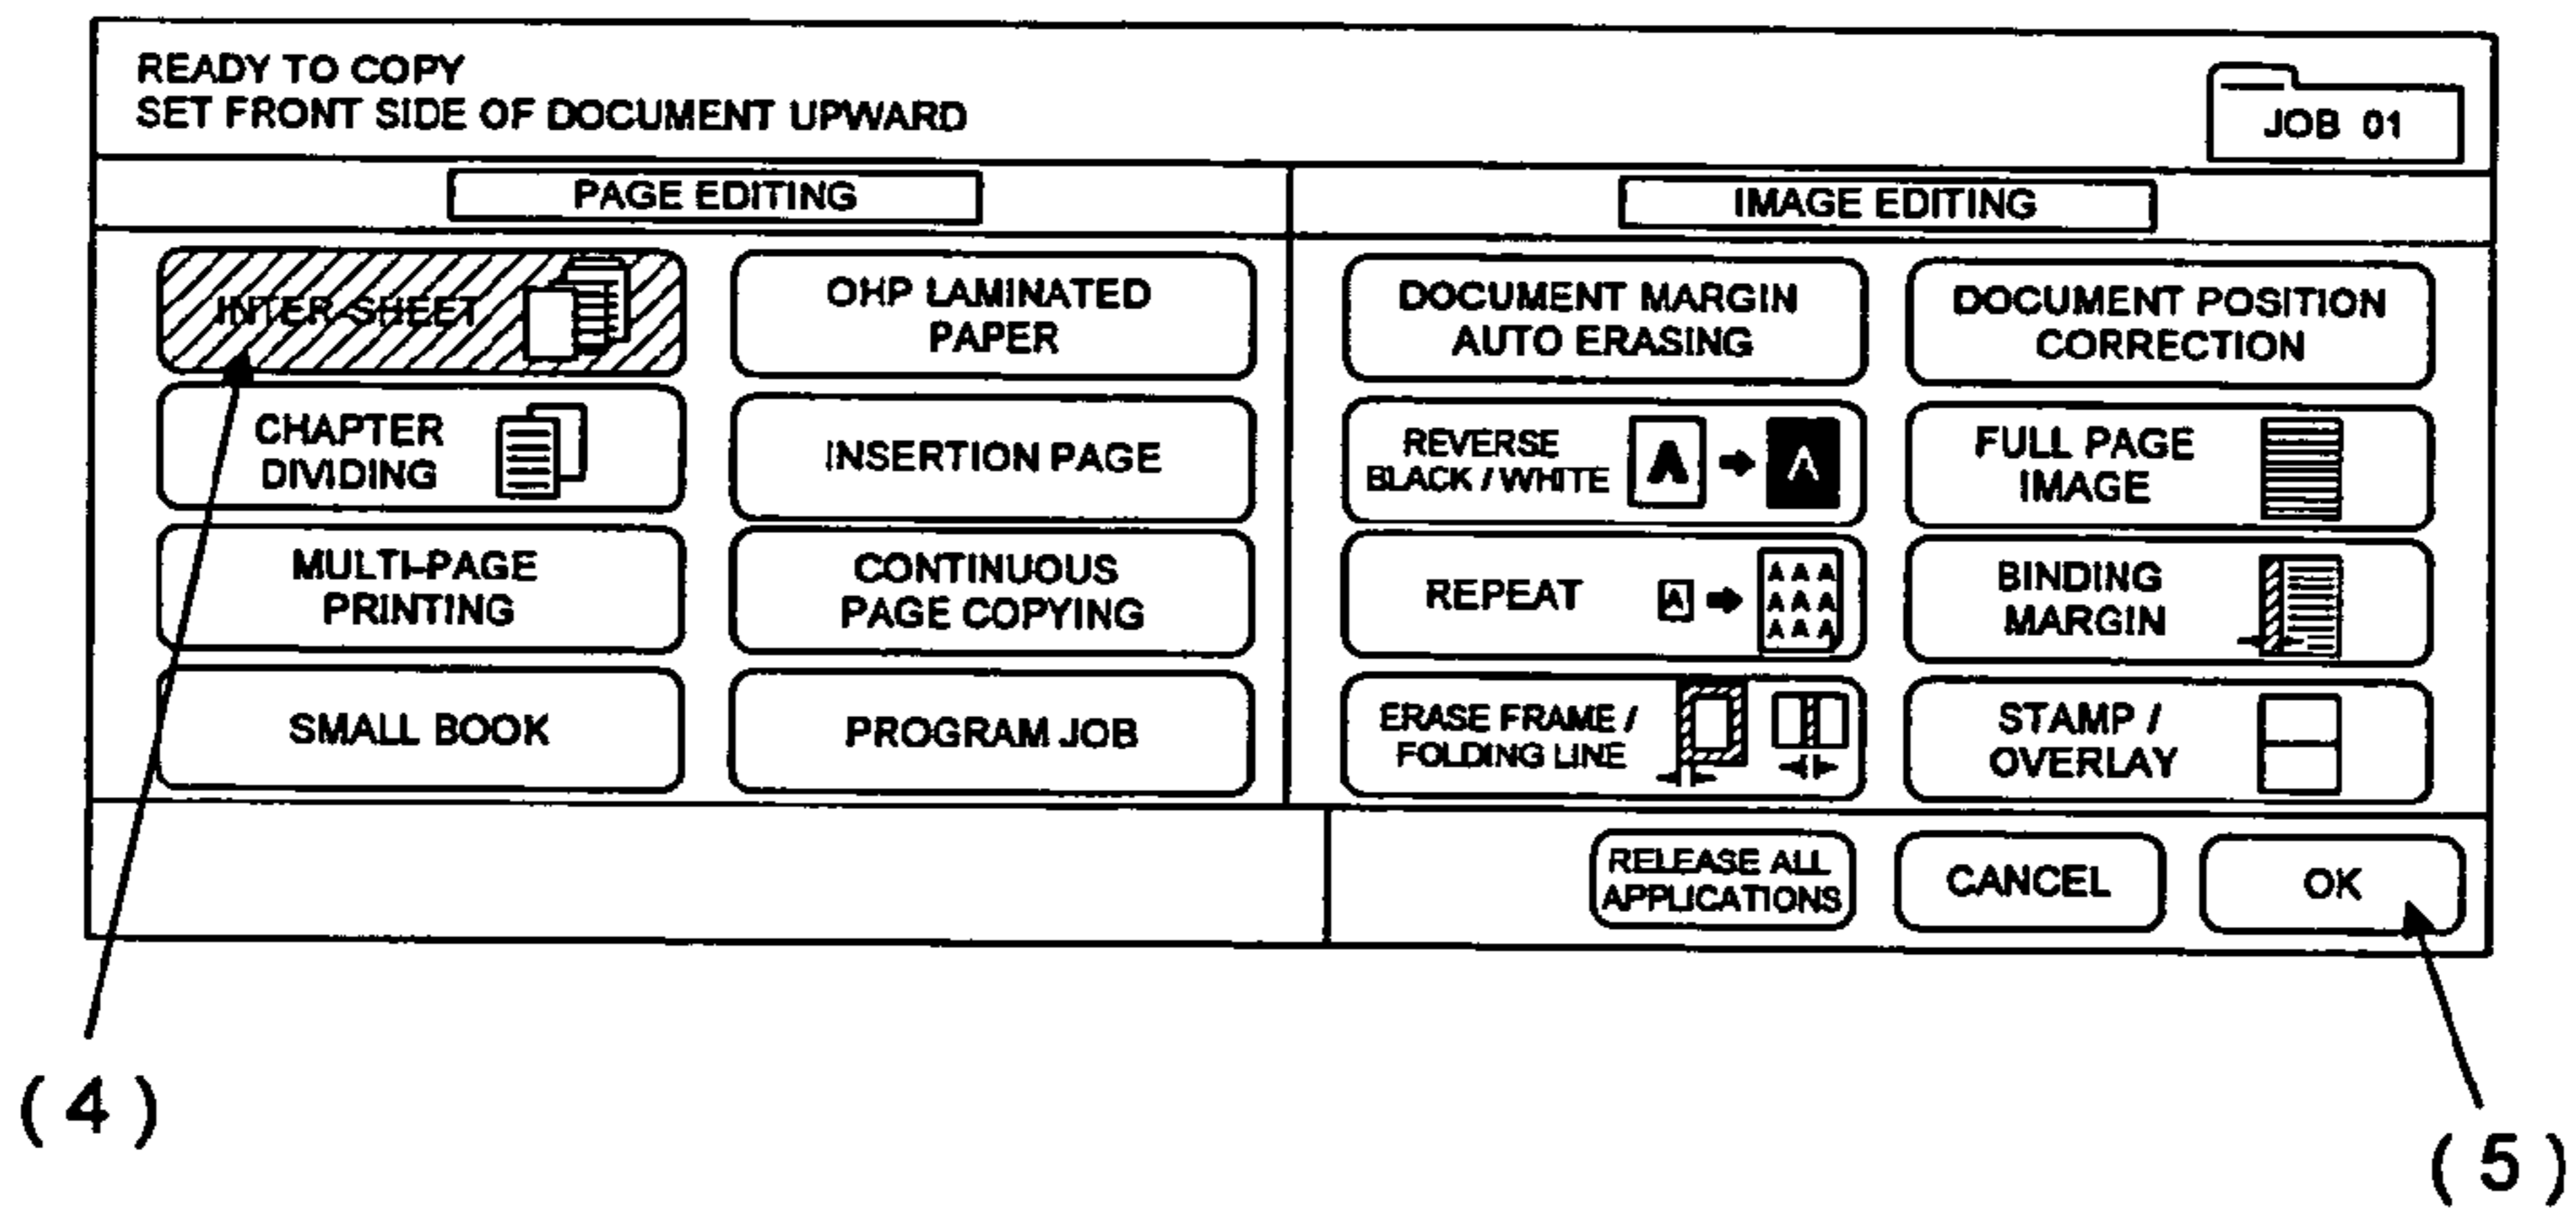 READY TO COPY
SET FRONT SIDE OF DOCUMENT UPWARD
JOB 01
PAGE EDITING
INTER-SHEET
OHP LAMINATED
PAPER
CHAPTER
DIVIDING
INSERTION PAGE
MULTI-PAGE
PRINTING
CONTINUOUS
PAGE COPYING
SMALL BOOK
PROGRAM JOB
IMAGE EDITING
DOCUMENT MARGIN
AUTO ERASING
DOCUMENT POSITION
CORRECTION
REVERSE
BLACK / WHITE
A A
FULL PAGE
IMAGE
REPEAT
A
A A A
A A A
A A A
BINDING
MARGIN
ERASE FRAME /
FOLDING LINE
STAMP /
OVERLAY
RELEASE ALL
APPLICATIONS
CANCEL
OK
( 4 )
( 5 )